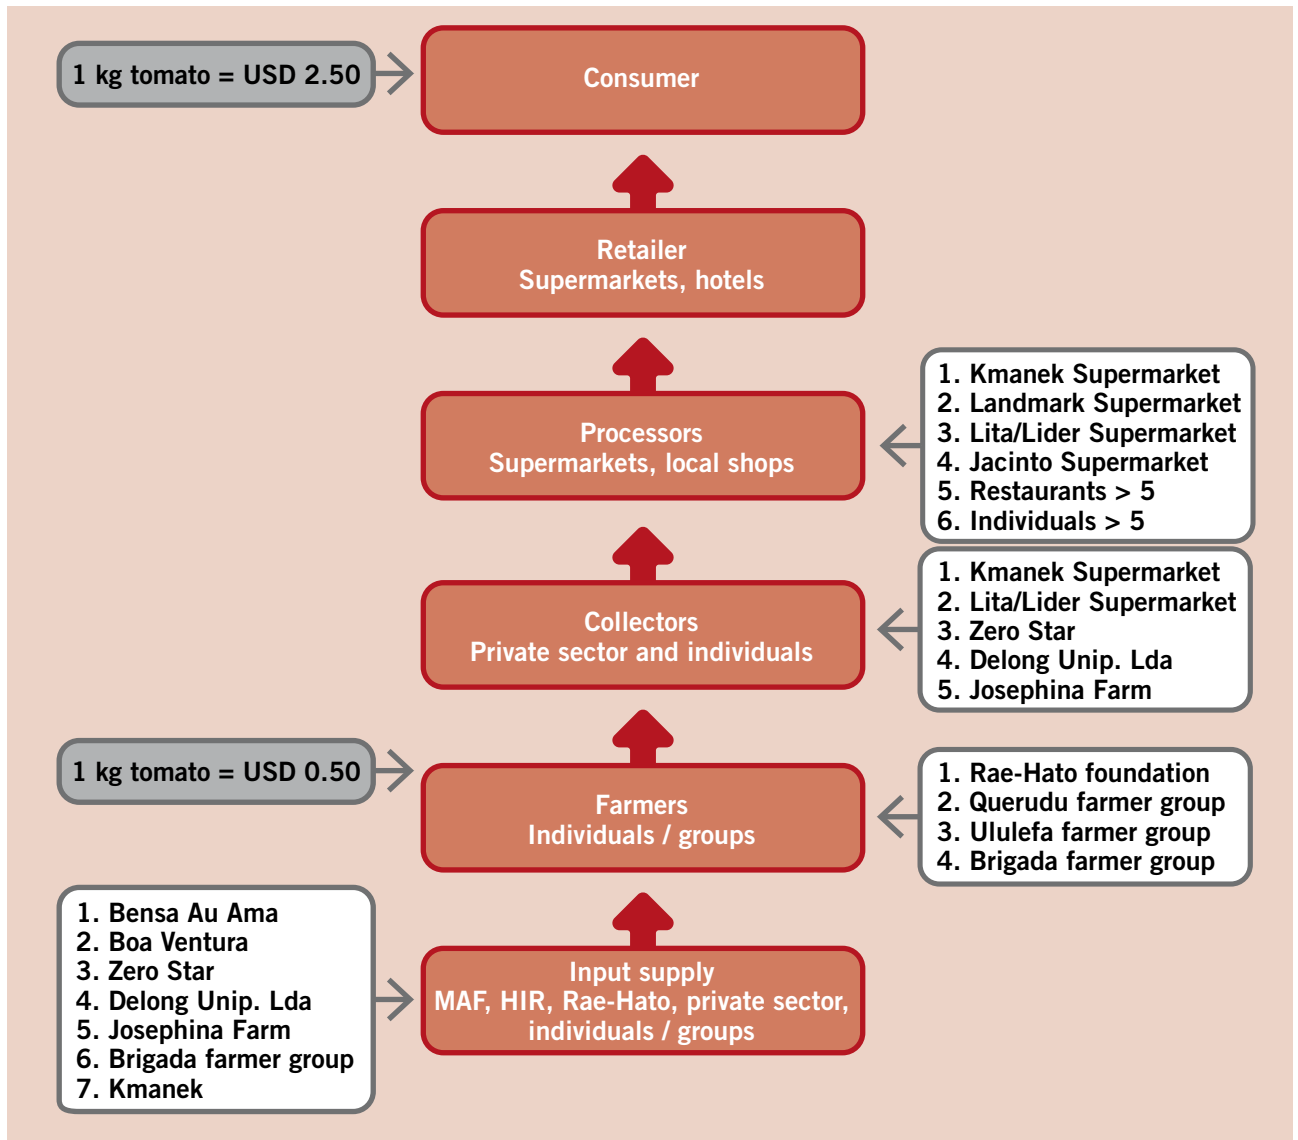 1 kg tomato = USD 2.50
Consumer
Retailer
Supermarkets, hotels
Processors
Supermarkets, local shops
1. Kmanek Supermarket
2. Landmark Supermarket
3. Lita/Lider Supermarket
4. Jacinto Supermarket
5. Restaurants > 5
6. Individuals > 5
Collectors
Private sector and individuals
1. Kmanek Supermarket
2. Lita/Lider Supermarket
3. Zero Star
4. Delong Unip. Lda
5. Josephina Farm
1 kg tomato = USD 0.50
Farmers
Individuals / groups
1. Rae-Hato foundation
2. Querudu farmer group
3. Ululefa farmer group
4. Brigada farmer group
1. Bensa Au Ama
2. Boa Ventura
3. Zero Star
4. Delong Unip. Lda
5. Josephina Farm
6. Brigada farmer group
7. Kmanek
Input supply
MAF, HIR, Rae-Hato, private sector,
individuals / groups